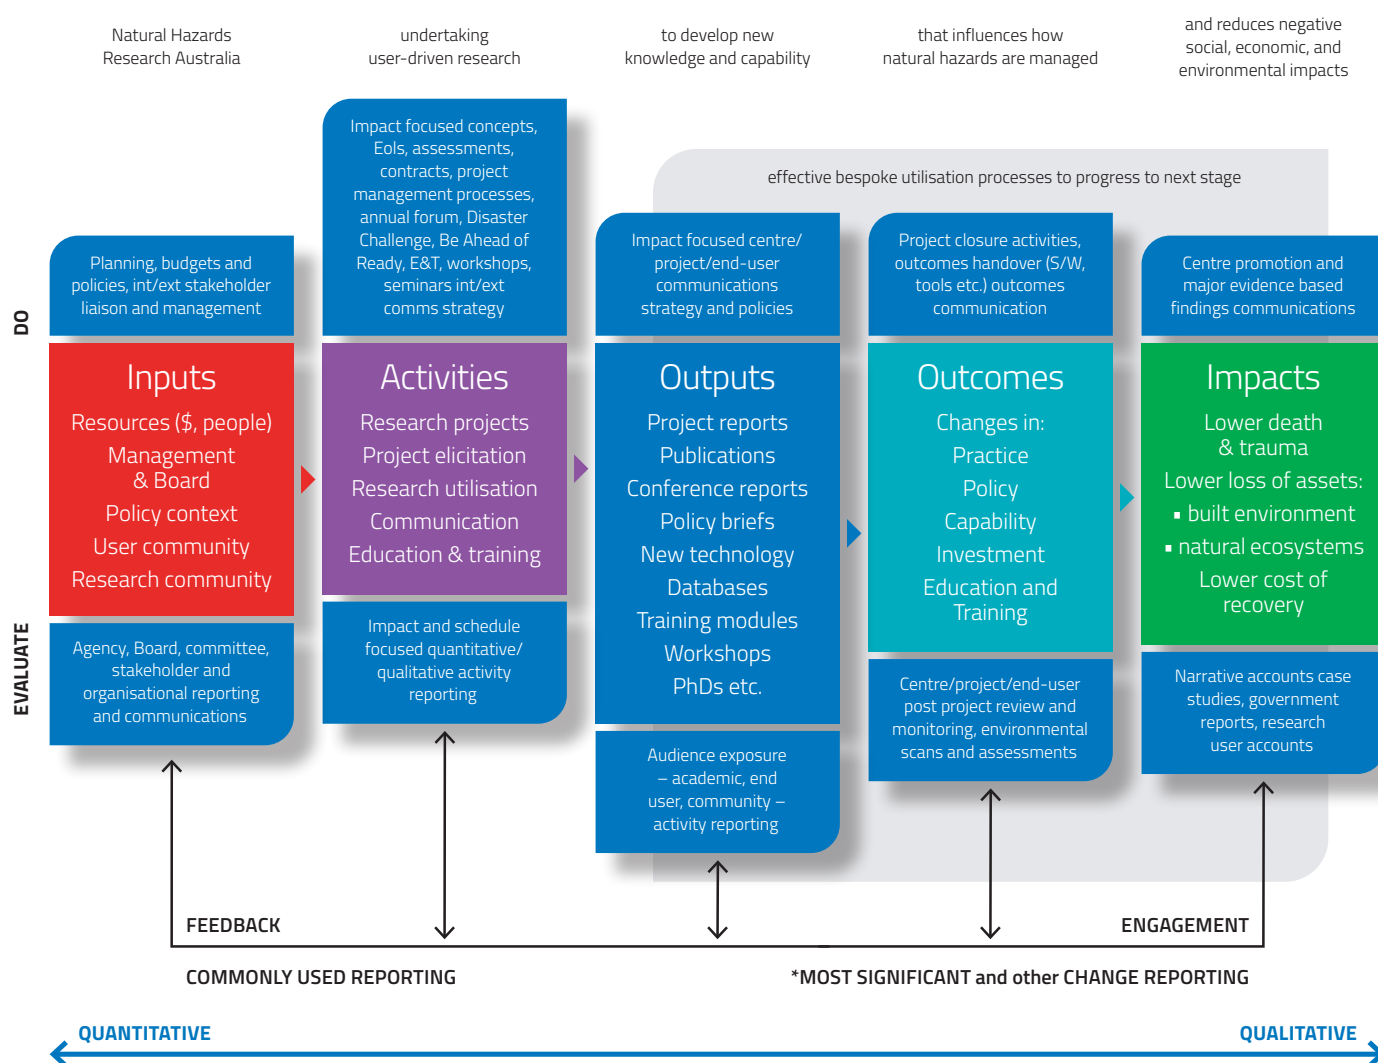 Natural Hazards
Research Australia
undertaking
user-driven research
to develop new
knowledge and capability
that influences how
natural hazards are managed
and reduces negative
social, economic, and
environmental impacts
effective bespoke utilisation processes to progress to next stage
DO
Planning, budgets and
policies, int/ext stakeholder
liaison and management
Impact focused concepts,
EoIs, assessments,
contracts, project
management processes,
annual forum, Disaster
Challenge, Be Ahead of
Ready, E&T, workshops,
seminars int/ext
comms strategy
Impact focused centre/
project/end-user
communications
strategy and policies
Project closure activities,
outcomes handover (S/W,
tools etc.) outcomes
communication
Centre promotion and
major evidence based
findings communications
Inputs
Resources ($, people)
Management
& Board
Policy context
User community
Research community
Activities
Research projects
Project elicitation
Research utilisation
Communication
Education & training
Outputs
Project reports
Publications
Conference reports
Policy briefs
New technology
Databases
Training modules
Workshops
PhDs etc.
Outcomes
Changes in:
Practice
Policy
Capability
Investment
Education and
Training
Impacts
Lower death
& trauma
Lower loss of assets:
▪ built environment
▪ natural ecosystems
Lower cost of
recovery
EVALUATE
Agency, Board, committee,
stakeholder and
organisational reporting
and communications
Impact and schedule
focused quantitative/
qualitative activity
reporting
Audience exposure
– academic, end
user, community –
activity reporting
Centre/project/end-user
post project review and
monitoring, environmental
scans and assessments
Narrative accounts case
studies, government
reports, research
user accounts
FEEDBACK
ENGAGEMENT
COMMONLY USED REPORTING
*MOST SIGNIFICANT and other CHANGE REPORTING
QUANTITATIVE
QUALITATIVE